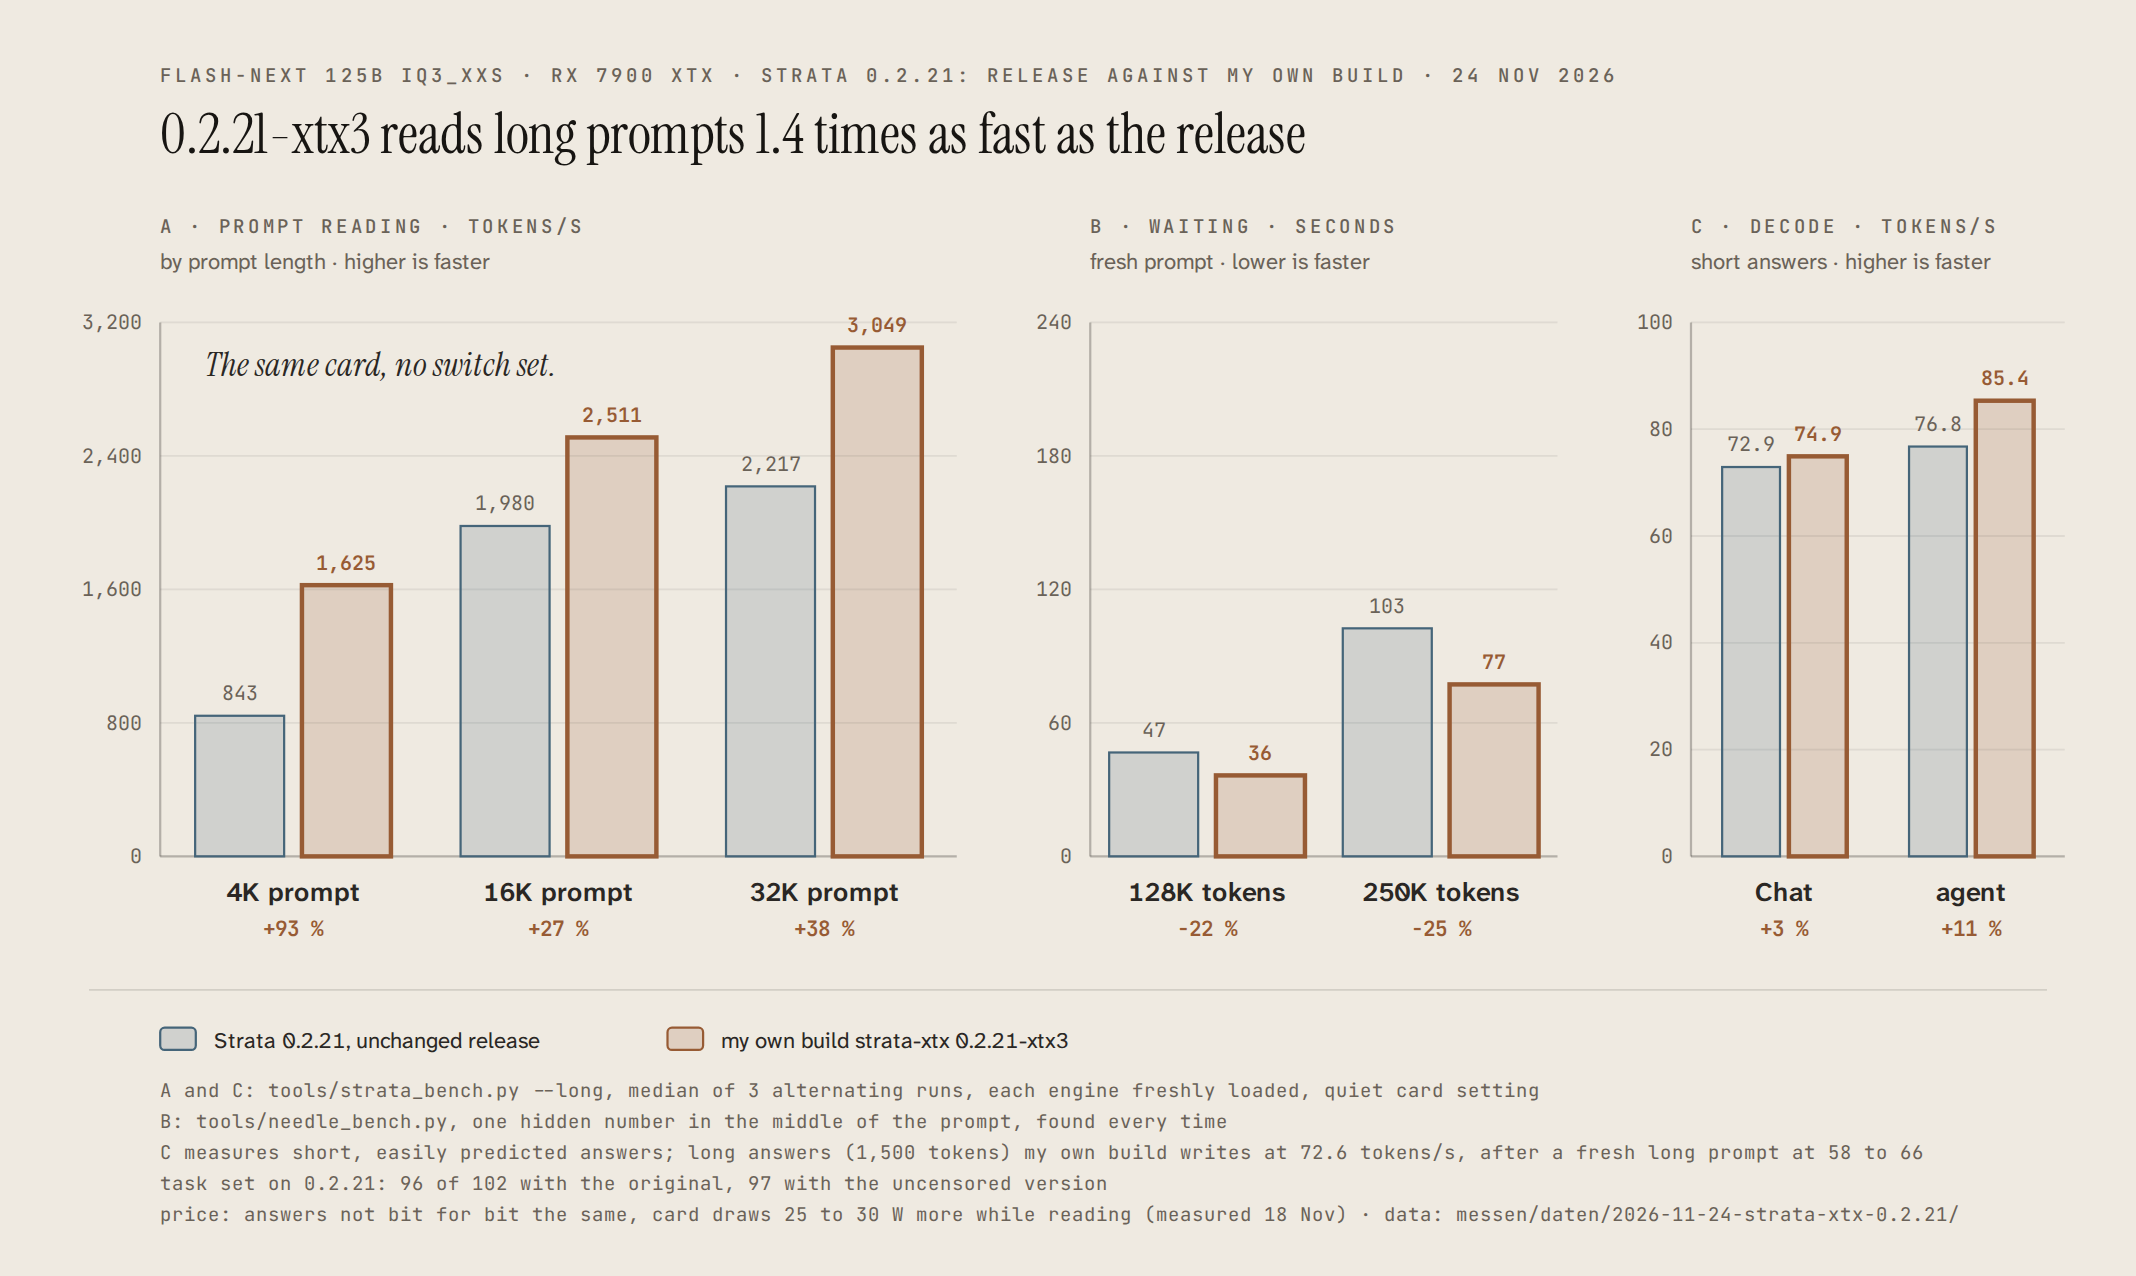 FLASH-NEXT 125B IQ3_XXS · RX 7900 XTX · STRATA 0.2.21: RELEASE AGAINST MY OWN BUILD · 24 NOV 2026
0.2.21-xtx3 reads long prompts 1.4 times as fast as the release
A · PROMPT READING · TOKENS/S
by prompt length · higher is faster
3,200
2,400
1,600
800
0
The same card, no switch set.
843
1,625
1,980
2,511
2,217
3,049
4K prompt
+93 %
16K prompt
+27 %
32K prompt
+38 %
B · WAITING · SECONDS
fresh prompt · lower is faster
240
180
120
60
0
47
36
103
77
128K tokens
-22 %
250K tokens
-25 %
C · DECODE · TOKENS/S
short answers · higher is faster
100
80
60
40
20
0
72.9
74.9
76.8
85.4
Chat
+3 %
agent
+11 %
Strata 0.2.21, unchanged release
my own build strata-xtx 0.2.21-xtx3
A and C: tools/strata_bench.py --long, median of 3 alternating runs, each engine freshly loaded, quiet card setting
B: tools/needle_bench.py, one hidden number in the middle of the prompt, found every time
C measures short, easily predicted answers; long answers (1,500 tokens) my own build writes at 72.6 tokens/s, after a fresh long prompt at 58 to 66
task set on 0.2.21: 96 of 102 with the original, 97 with the uncensored version
price: answers not bit for bit the same, card draws 25 to 30 W more while reading (measured 18 Nov) · data: messen/daten/2026-11-24-strata-xtx-0.2.21/